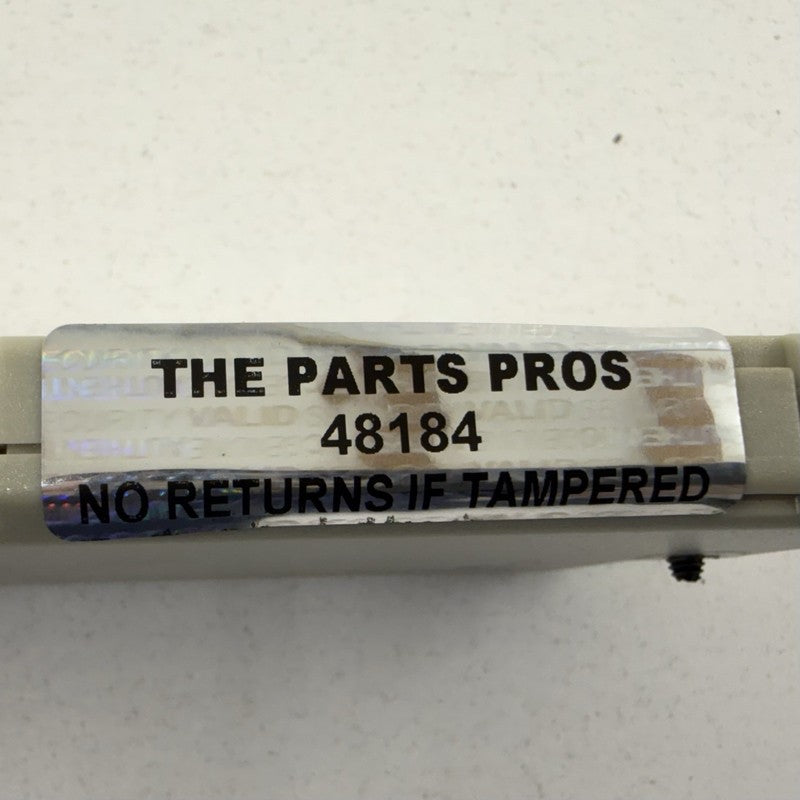 THE PARTS PROS
48184
NO RETURNS IF TAMPERED